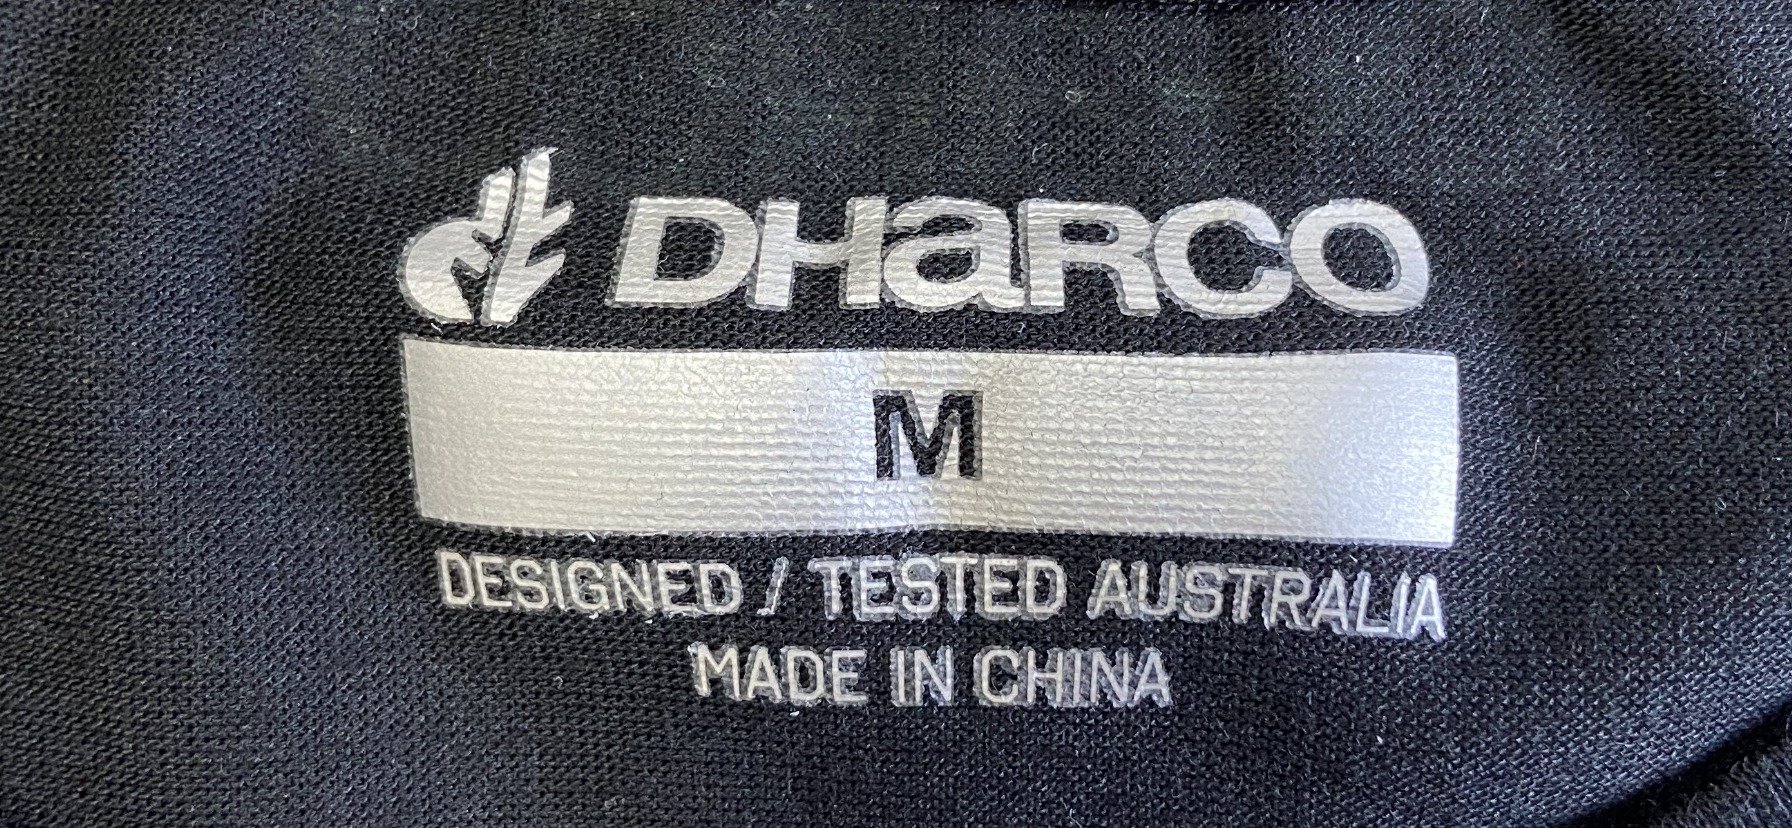 DHaRCO
M
DESIGNED / TESTED AUSTRALIA
MADE IN CHINA